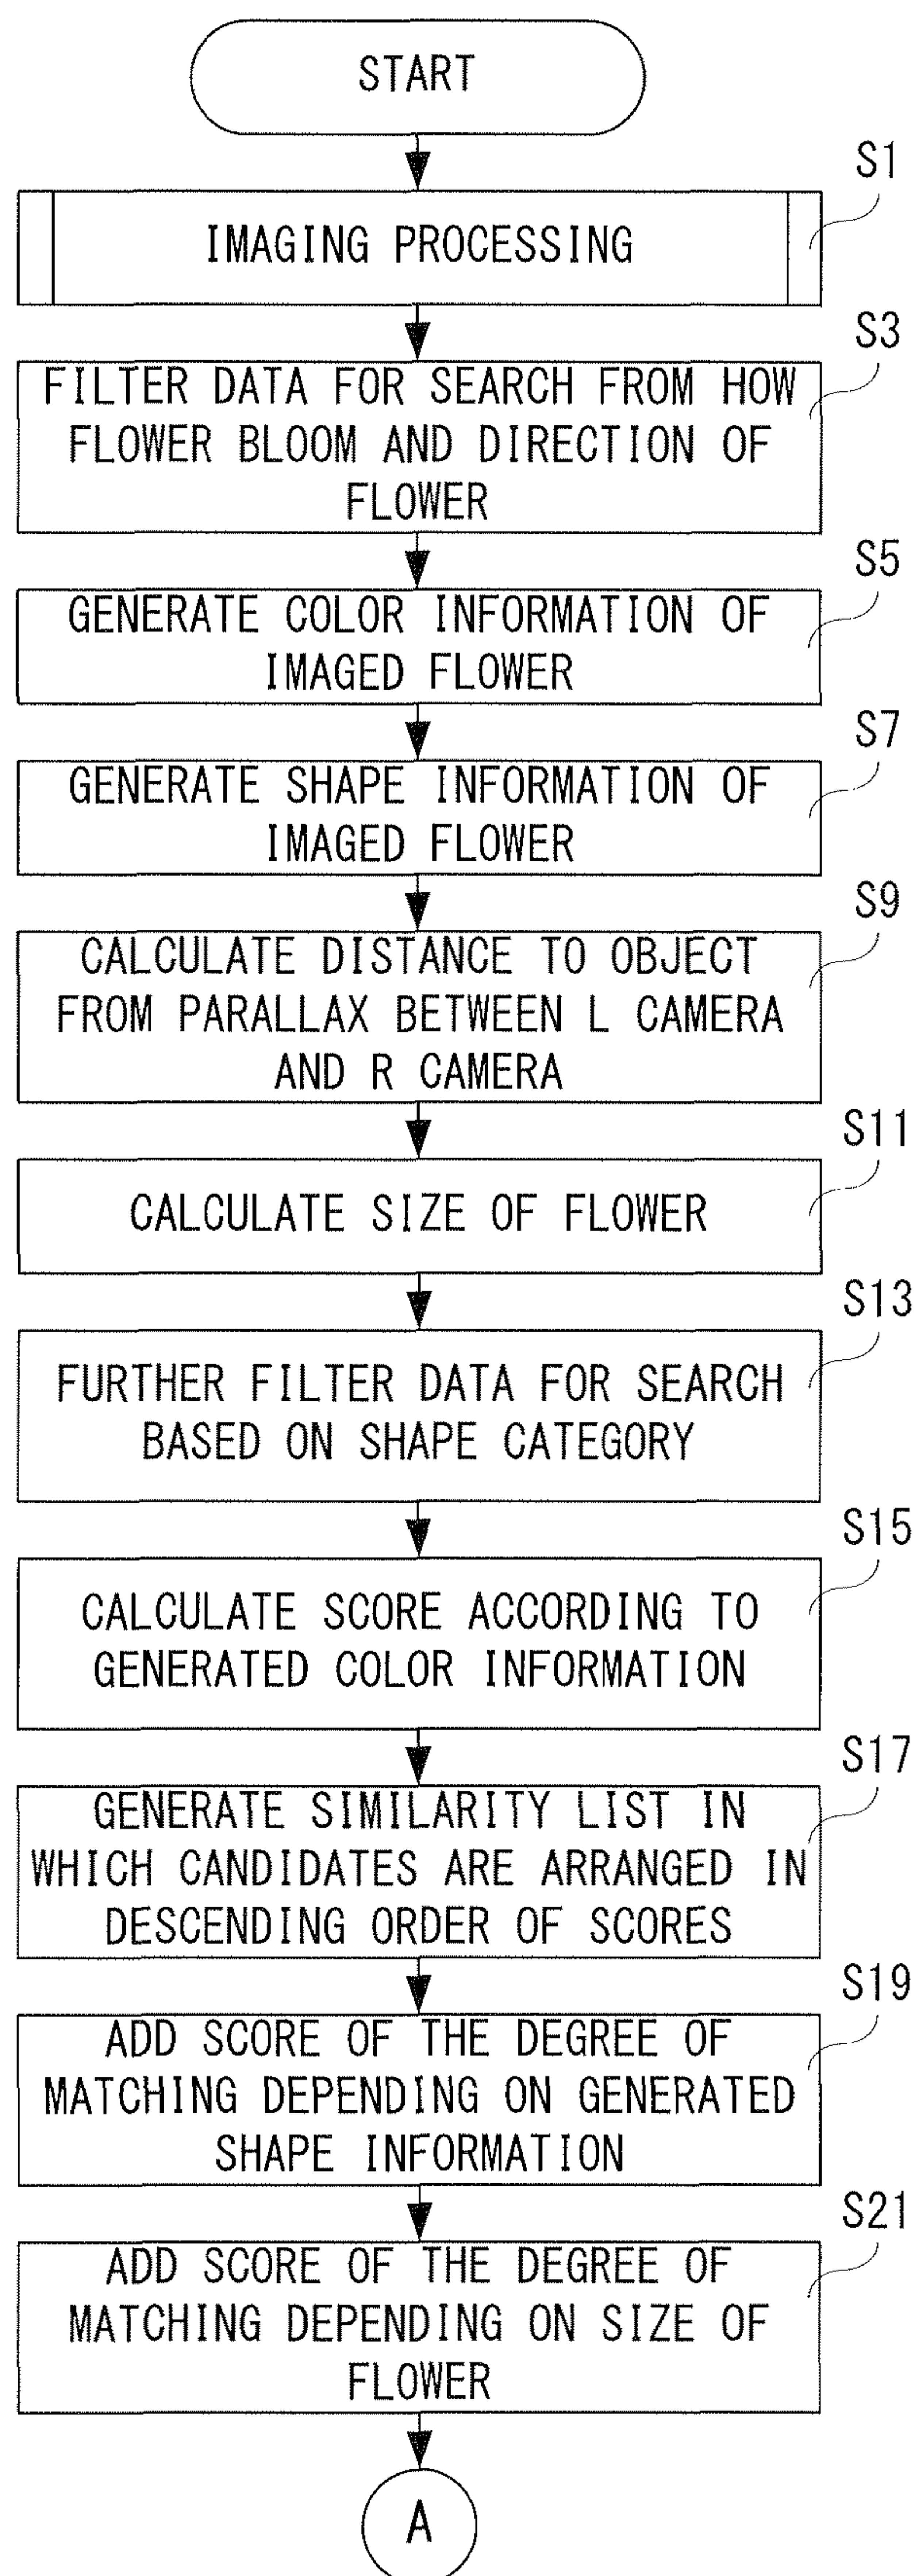 START
S1
IMAGING PROCESSING
S3
FILTER DATA FOR SEARCH FROM HOW
FLOWER BLOOM AND DIRECTION OF
FLOWER
S5
GENERATE COLOR INFORMATION OF
IMAGED FLOWER
S7
GENERATE SHAPE INFORMATION OF
IMAGED FLOWER
S9
CALCULATE DISTANCE TO OBJECT
FROM PARALLAX BETWEEN L CAMERA
AND R CAMERA
S11
CALCULATE SIZE OF FLOWER
S13
FURTHER FILTER DATA FOR SEARCH
BASED ON SHAPE CATEGORY
S15
CALCULATE SCORE ACCORDING TO
GENERATED COLOR INFORMATION
S17
GENERATE SIMILARITY LIST IN
WHICH CANDIDATES ARE ARRANGED IN
DESCENDING ORDER OF SCORES
S19
ADD SCORE OF THE DEGREE OF
MATCHING DEPENDING ON GENERATED
SHAPE INFORMATION
S21
ADD SCORE OF THE DEGREE OF
MATCHING DEPENDING ON SIZE OF
FLOWER
A